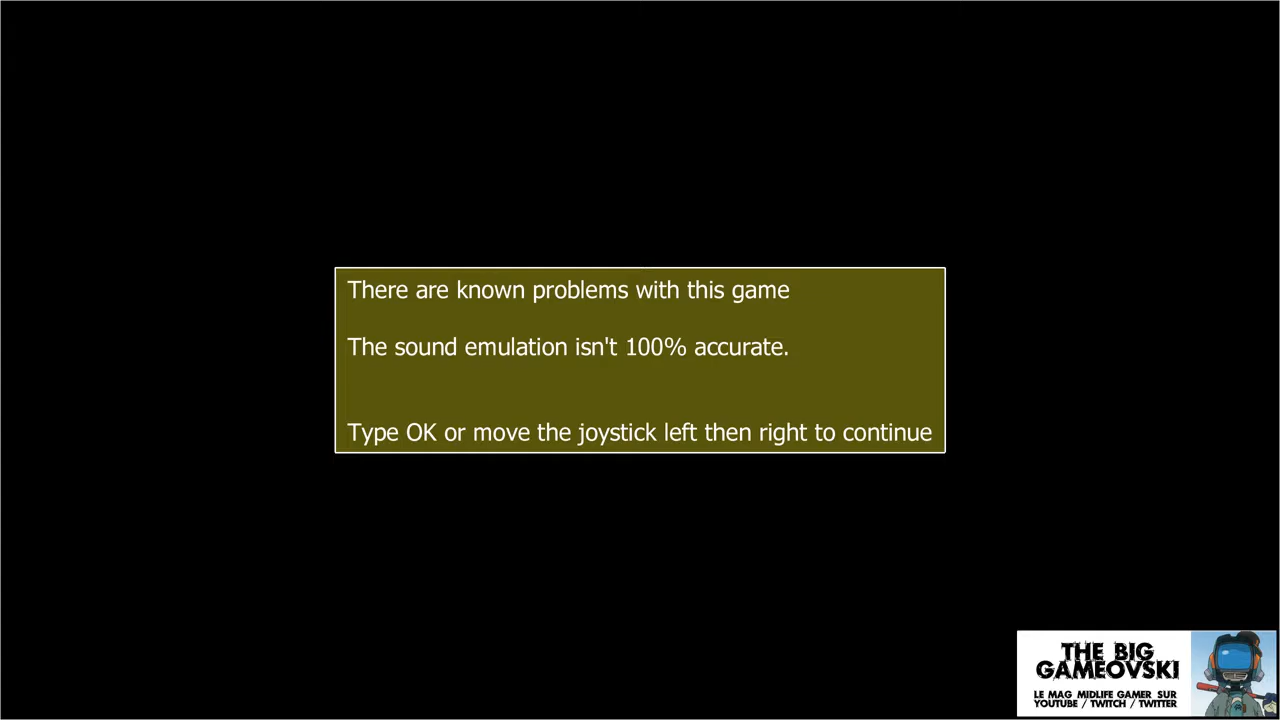 There are known problems with this game
The sound emulation isn't 100% accurate.
Type OK or move the joystick left then right to continue
THE BIG
GAMEOVSKI
LE MAG MIDLIFE GAMER SUR
YOUTUBE / TWITCH / TWITTER